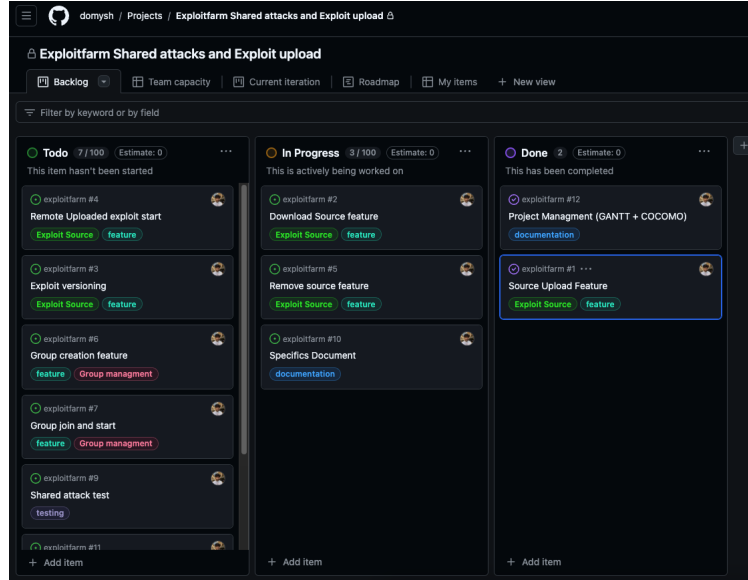 domysh / Projects / Exploitfarm Shared attacks and Exploit upload
Exploitfarm Shared attacks and Exploit upload
Backlog Team capacity Current iteration Roadmap My items + New view
Filter by keyword or by field
Todo 7 / 100 Estimate: 0 ...
This item hasn't been started
exploitfarm #4
Remote Uploaded exploit start
Exploit Source feature
exploitfarm #3
Exploit versioning
Exploit Source feature
exploitfarm #6
Group creation feature
feature Group managment
exploitfarm #7
Group join and start
feature Group managment
exploitfarm #9
Shared attack test
testing
exploitfarm #11
+ Add item
In Progress 3 / 100 Estimate: 0 ...
This is actively being worked on
exploitfarm #2
Download Source feature
Exploit Source feature
exploitfarm #5
Remove source feature
Exploit Source feature
exploitfarm #10
Specifics Document
documentation
+ Add item
Done 2 Estimate: 0 ...
This has been completed
exploitfarm #12
Project Managment (GANTT + COCOMO)
documentation
exploitfarm #1 ...
Source Upload Feature
Exploit Source feature
+ Add item